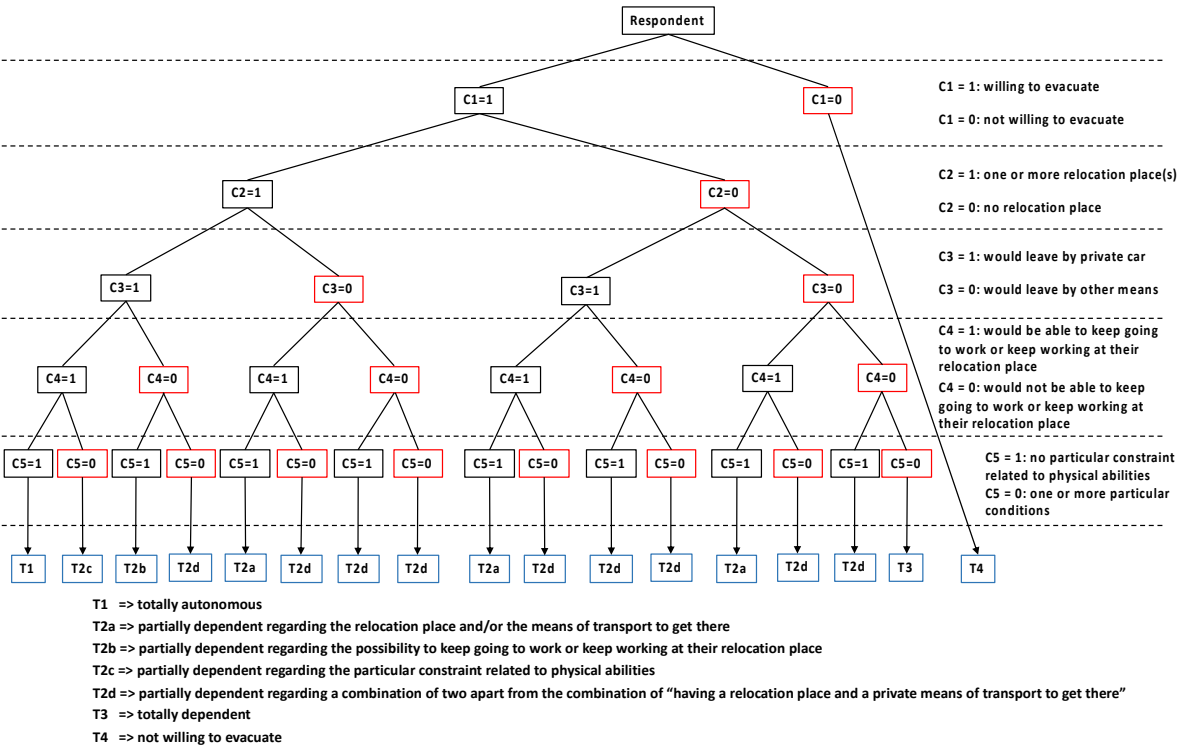 Respondent
C1=1
C1=0
C1 = 1: willing to evacuate
C1 = 0: not willing to evacuate
C2=1
C2=0
C2 = 1: one or more relocation place(s)
C2 = 0: no relocation place
C3=1
C3=0
C3=1
C3=0
C3 = 1: would leave by private car
C3 = 0: would leave by other means
C4=1
C4=0
C4=1
C4=0
C4=1
C4=0
C4=1
C4=0
C4 = 1: would be able to keep going
to work or keep working at their
relocation place
C4 = 0: would not be able to keep
going to work or keep working at
their relocation place
C5=1
C5=0
C5=1
C5=0
C5=1
C5=0
C5=1
C5=0
C5=1
C5=0
C5=1
C5=0
C5=1
C5=0
C5=1
C5=0
C5 = 1: no particular constraint
related to physical abilities
C5 = 0: one or more particular
conditions
T1
T2c
T2b
T2d
T2a
T2d
T2d
T2d
T2a
T2d
T2d
T2d
T2a
T2d
T2d
T3
T4
T1 => totally autonomous
T2a => partially dependent regarding the relocation place and/or the means of transport to get there
T2b => partially dependent regarding the possibility to keep going to work or keep working at their relocation place
T2c => partially dependent regarding the particular constraint related to physical abilities
T2d => partially dependent regarding a combination of two apart from the combination of “having a relocation place and a private means of transport to get there”
T3 => totally dependent
T4 => not willing to evacuate